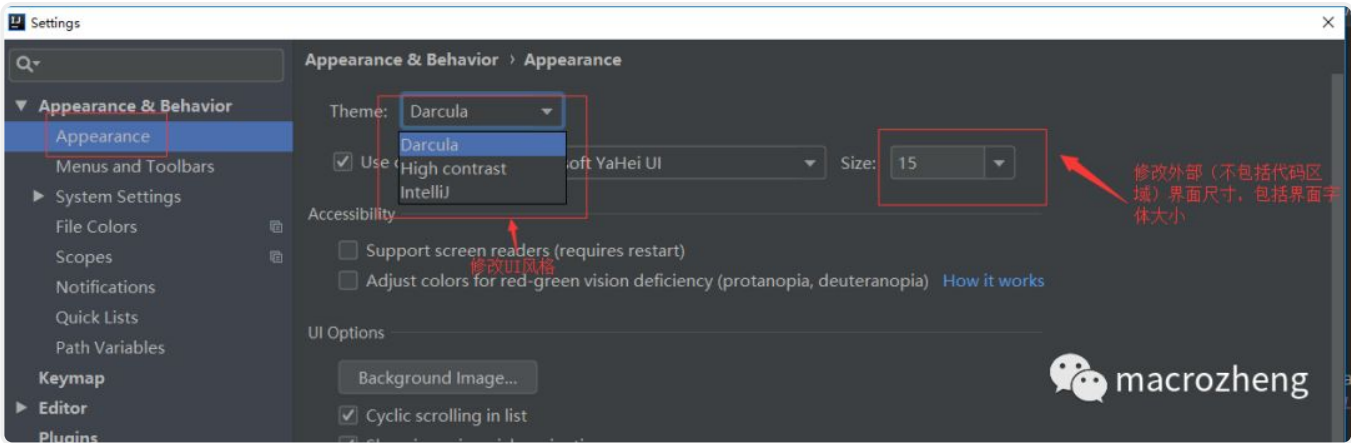 Settings
Appearance & Behavior › Appearance
Appearance & Behavior
Appearance
Menus and Toolbars
System Settings
File Colors
Scopes
Notifications
Quick Lists
Path Variables
Keymap
Editor
Plugins
Theme: Darcula
Darcula
High contrast
IntelliJ
Use
soft YaHei UI
Size: 15
修改外部（不包括代码区
域）界面尺寸，包括界面字
体大小
Accessibility
Support screen readers (requires restart)
修改UI风格
Adjust colors for red-green vision deficiency (protanopia, deuteranopia) How it works
UI Options
Background Image...
Cyclic scrolling in list
macrozheng